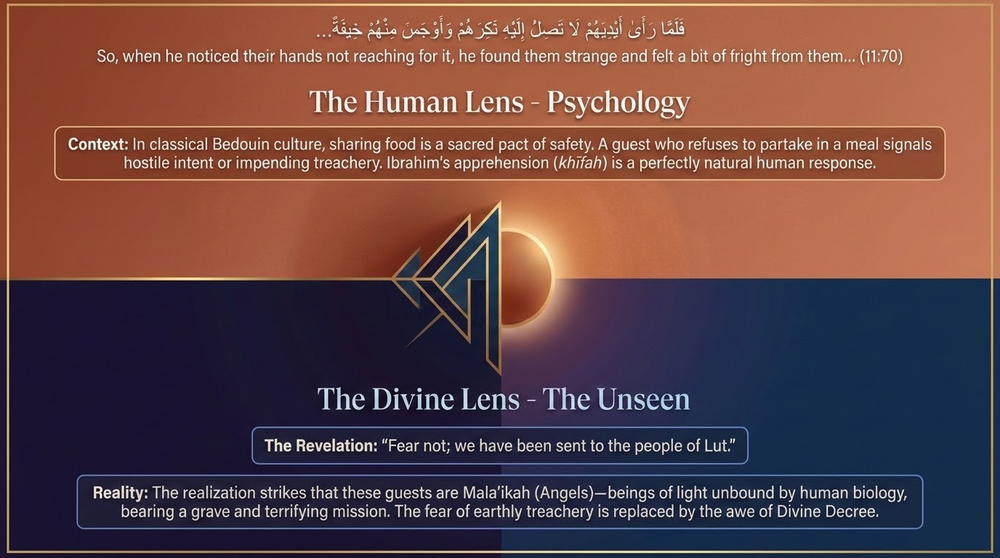 فَلَمَّا رَأَىٰ أَيْدِيَهُمْ لَا تَصِلُ إِلَيْهِ نَكِرَهُمْ وَأَوْجَسَ مِنْهُمْ خِيفَةً...
So, when he noticed their hands not reaching for it, he found them strange and felt a bit of fright from them... (11:70)
The Human Lens - Psychology
Context: In classical Bedouin culture, sharing food is a sacred pact of safety. A guest who refuses to partake in a meal signals
hostile intent or impending treachery. Ibrahim's apprehension (khīfah) is a perfectly natural human response.
The Divine Lens - The Unseen
The Revelation: “Fear not; we have been sent to the people of Lut.”
Reality: The realization strikes that these guests are Mala'ikah (Angels)—beings of light unbound by human biology,
bearing a grave and terrifying mission. The fear of earthly treachery is replaced by the awe of Divine Decree.